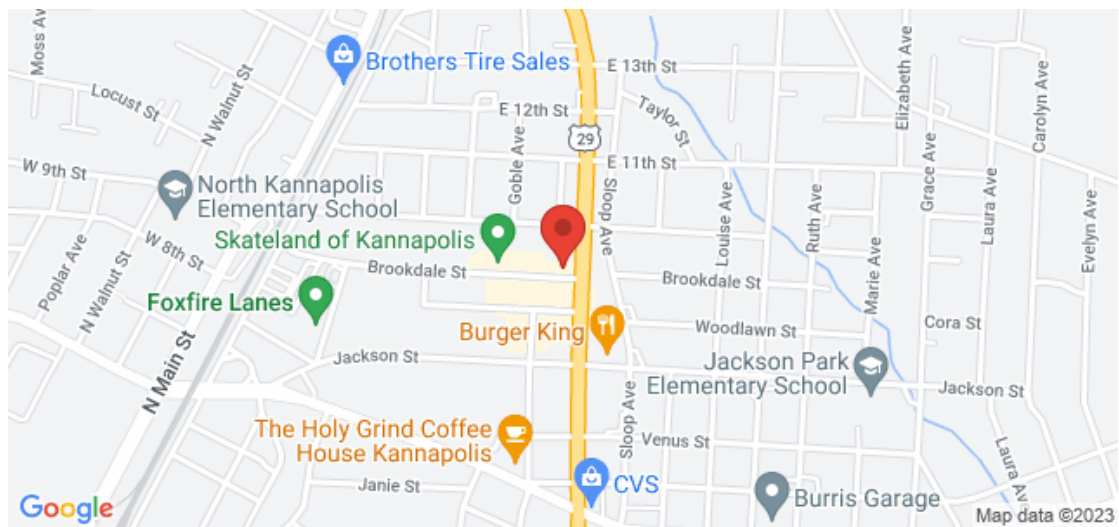 Moss Ave
Locust St
N Walnut St
Brothers Tire Sales
E 13th St
Taylor St
E 12th St
29
Goble Ave
E 11th St
Elizabeth Ave
Carolyn Ave
W 9th St
North Kannapolis
Elementary School
Sloop Ave
Grace Ave
Laura Ave
Louise Ave
Ruth Ave
Marie Ave
Evelyn Ave
Poplar Ave
W 8th St
Skateland of Kannapolis
Brookdale St
Brookdale St
N Walnut St
Foxfire Lanes
Burger King
Woodlawn St
Cora St
N Main St
Jackson St
Jackson Park
Elementary School
Jackson St
Sloop Ave
The Holy Grind Coffee
House Kannapolis
Venus St
Laura Ave
Janie St
CVS
Burris Garage
Google
Map data ©2023